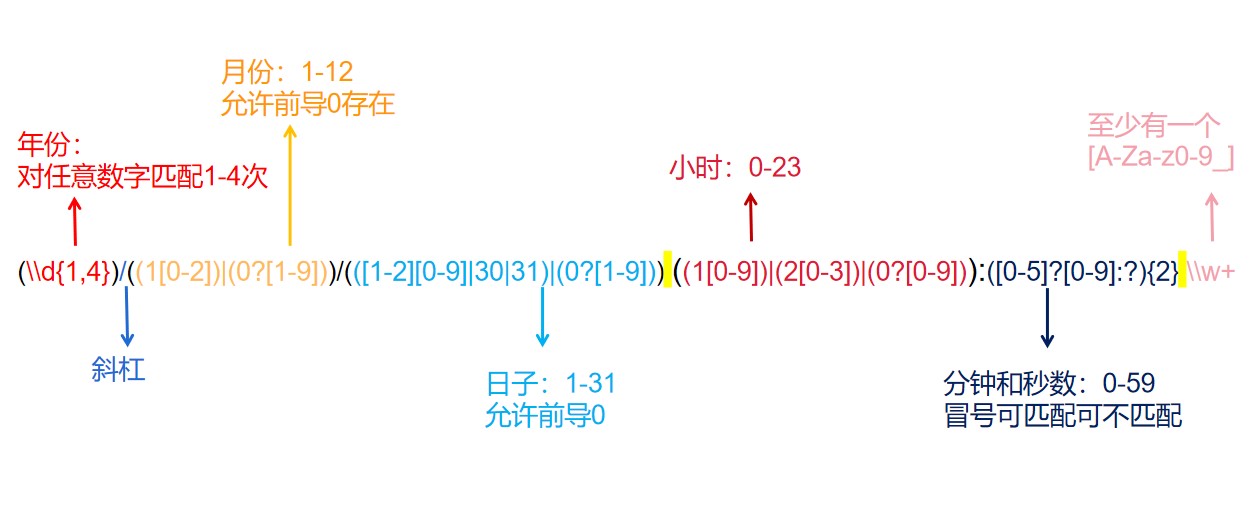 月份：1-12
允许前导0存在
年份：
对任意数字匹配1-4次
小时：0-23
至少有一个
[A-Za-z0-9_]
(\\d{1,4})/((1[0-2])|(0?[1-9]))/(([1-2][0-9]|30|31)|(0?[1-9])) ((1[0-9])|(2[0-3])|(0?[0-9])):([0-5]?[0-9]:?){2} \\w+
斜杠
日子：1-31
允许前导0
分钟和秒数：0-59
冒号可匹配可不匹配